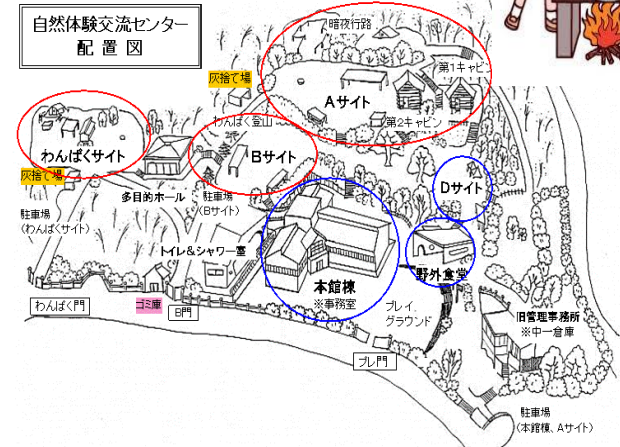 自然体験交流センター
配置図
暗夜行路
灰捨て場
第1キャビン
Aサイト
わんぱく登山
第2キャビン
わんぱくサイト
Bサイト
灰捨て場
Dサイト
多目的ホール
駐車場
(Bサイト)
駐車場
(わんぱくサイト)
トイレ&シャワー室
本館棟
※事務室
野外食堂
わんぱく門
ゴミ庫
B門
プレイ
グラウンド
旧管理事務所
※中一倉庫
プレ門
駐車場
(本館棟、Aサイト)